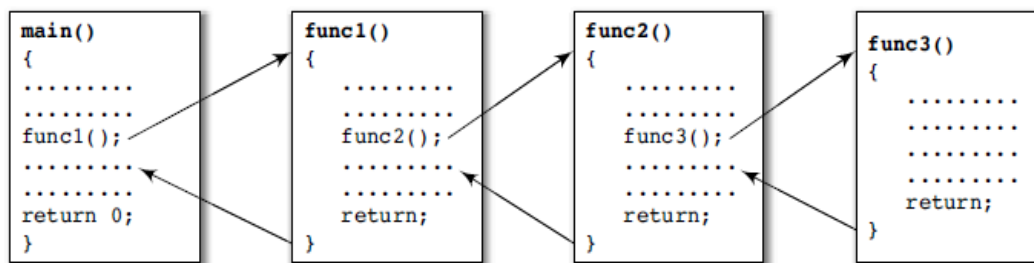 main()
{
.........
.........
func1();
.........
.........
return 0;
}
func1()
{
.........
.........
func2();
.........
.........
return;
}
func2()
{
.........
.........
func3();
.........
.........
return;
}
func3()
{
.........
.........
.........
.........
return;
}